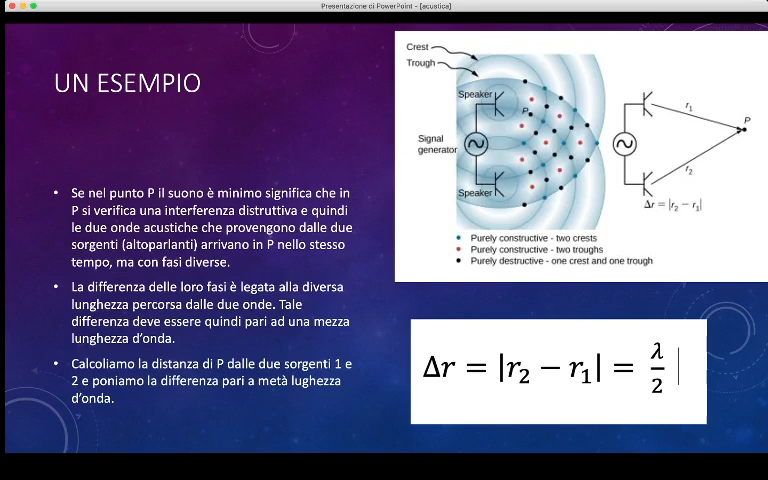 Presentazione di PowerPoint - [acustica]
UN ESEMPIO
• Se nel punto P il suono è minimo significa che in
P si verifica una interferenza distruttiva e quindi
le due onde acustiche che provengono dalle due
sorgenti (altoparlanti) arrivano in P nello stesso
tempo, ma con fasi diverse.
• La differenza delle loro fasi è legata alla diversa
lunghezza percorsa dalle due onde. Tale
differenza deve essere quindi pari ad una mezza
lunghezza d'onda.
• Calcoliamo la distanza di P dalle due sorgenti 1 e
2 e poniamo la differenza pari a metà lughezza
d'onda.
Crest
Trough
Speaker
P
Signal
generator
Speaker
r₁
P
r₂
Δr = |r₂ − r₁|
Purely constructive - two crests
Purely constructive - two troughs
Purely destructive - one crest and one trough
Δr = |r₂ − r₁| = λ/2